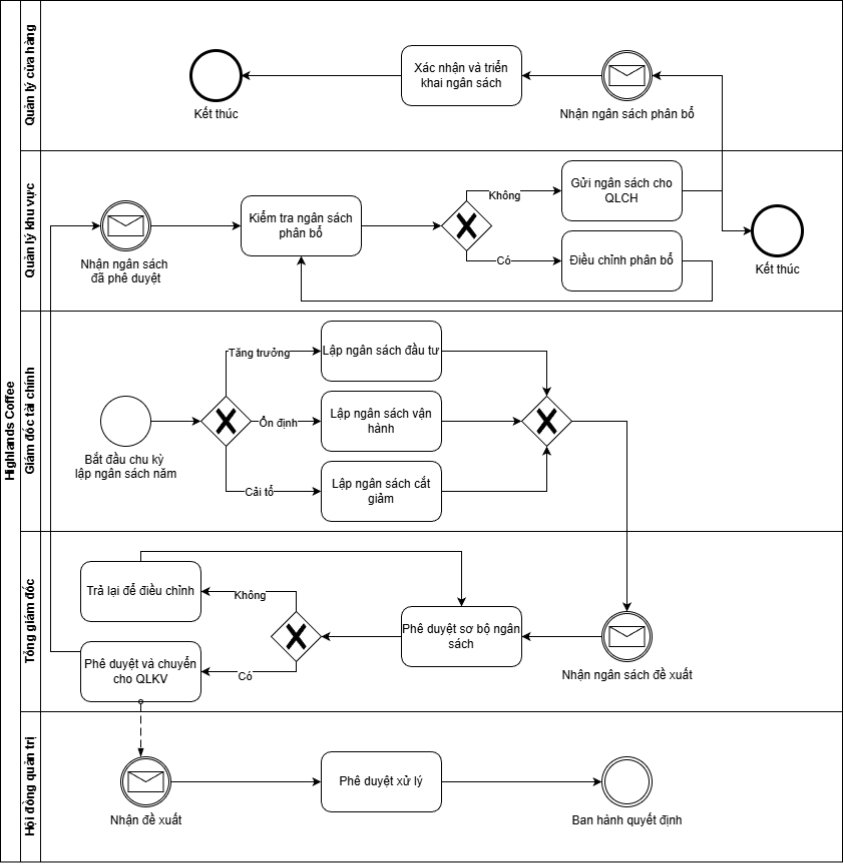 Highlands Coffee
Quản lý cửa hàng
Kết thúc
Xác nhận và triển
khai ngân sách
Nhận ngân sách phân bổ
Quản lý khu vực
Nhận ngân sách
đã phê duyệt
Kiểm tra ngân sách
phân bổ
Không
Gửi ngân sách cho
QLCH
Có
Điều chỉnh phân bổ
Kết thúc
Giám đốc tài chính
Bắt đầu chu kỳ
lập ngân sách năm
Tăng trưởng
Lập ngân sách đầu tư
Ổn định
Lập ngân sách vận
hành
Cải tổ
Lập ngân sách cắt
giảm
Tổng giám đốc
Trả lại để điều chỉnh
Không
Phê duyệt sơ bộ ngân
sách
Phê duyệt và chuyển
cho QLKV
Có
Nhận ngân sách đề xuất
Hội đồng quản trị
Nhận đề xuất
Phê duyệt xử lý
Ban hành quyết định